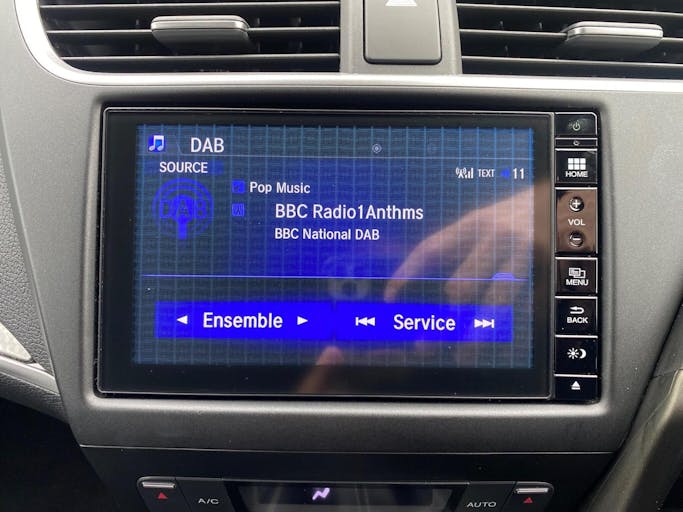 DAB
SOURCE
TEXT 11
DAB
Pop Music
BBC Radio1Anthms
BBC National DAB
Ensemble
Service
HOME
VOL
MENU
BACK
A/C
AUTO